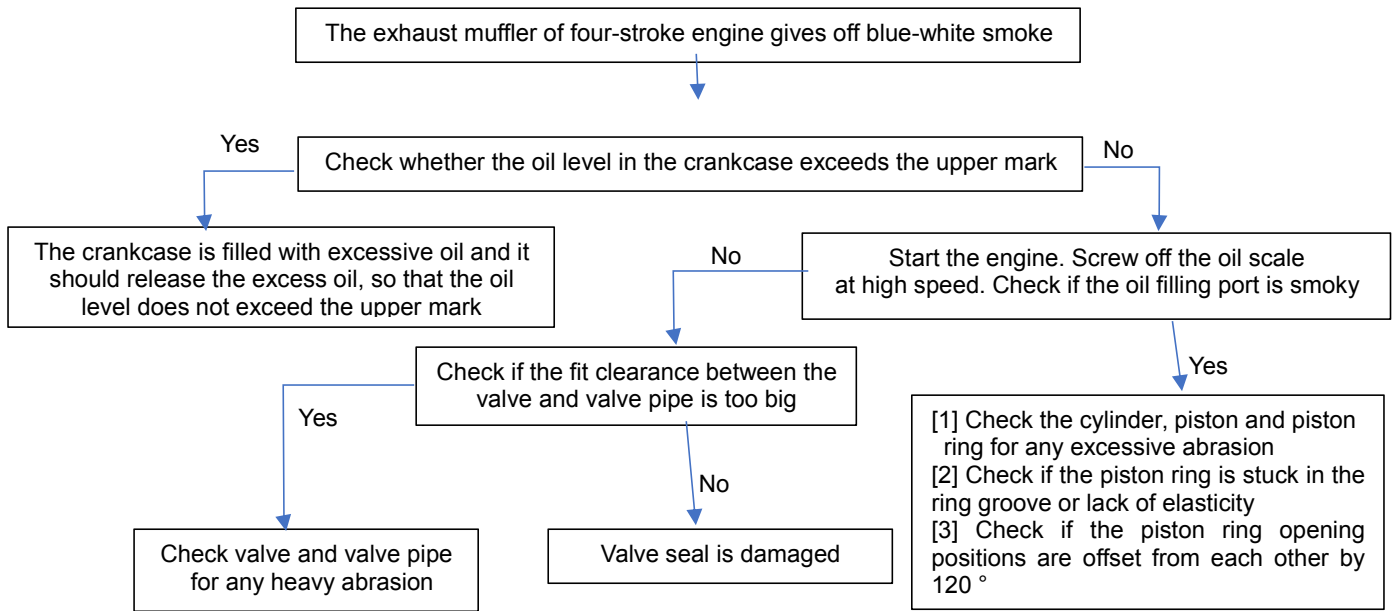 The exhaust muffler of four-stroke engine gives off blue-white smoke
Yes
Check whether the oil level in the crankcase exceeds the upper mark
No
The crankcase is filled with excessive oil and it
should release the excess oil, so that the oil
level does not exceed the upper mark
No
Start the engine. Screw off the oil scale
at high speed. Check if the oil filling port is smoky
Check if the fit clearance between the
valve and valve pipe is too big
Yes
Yes
[1] Check the cylinder, piston and piston
ring for any excessive abrasion
[2] Check if the piston ring is stuck in the
ring groove or lack of elasticity
[3] Check if the piston ring opening
positions are offset from each other by
120 °
No
Check valve and valve pipe
for any heavy abrasion
Valve seal is damaged